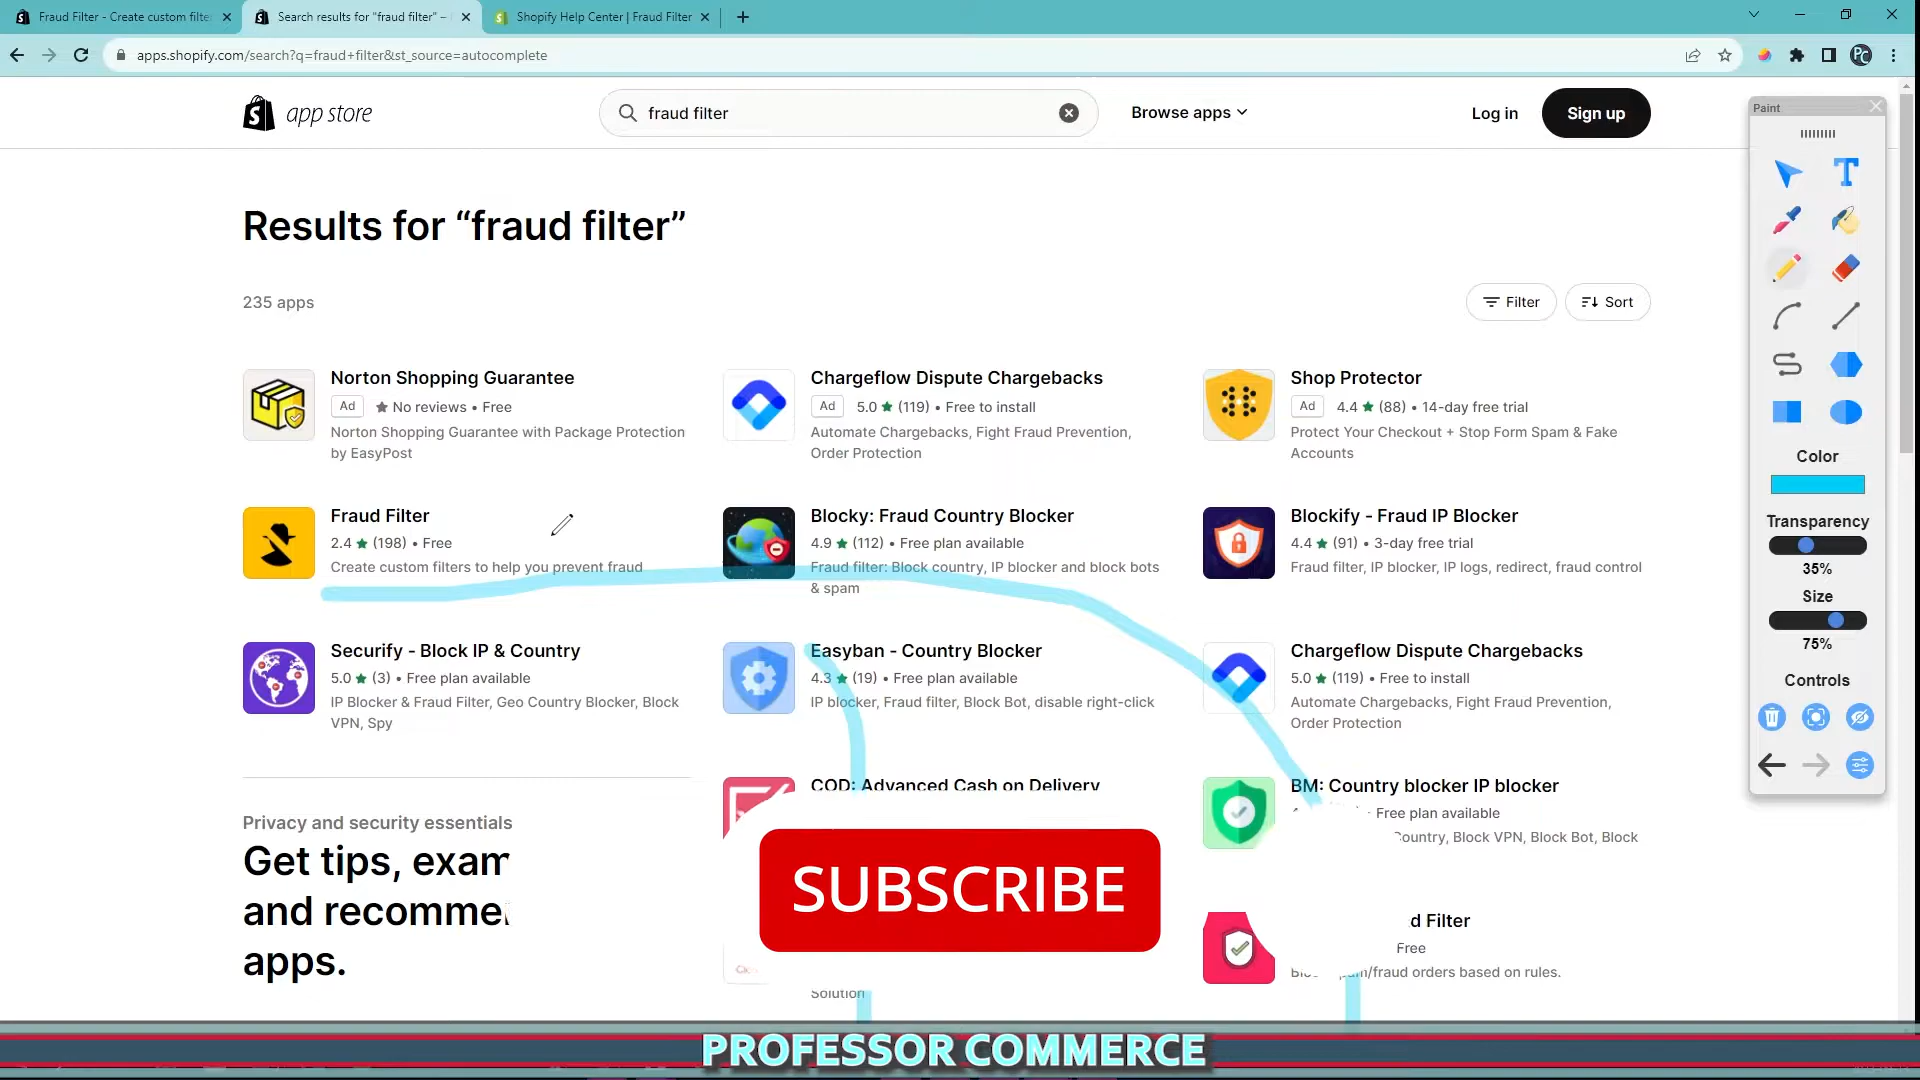 Fraud Filter - Create custom filte
Search results for "fraud filter" –
Shopify Help Center | Fraud Filter
apps.shopify.com/search?q=fraud+filter&st_source=autocomplete
app store
fraud filter
Browse apps
Log in
Sign up
Results for “fraud filter”
235 apps
Filter
Sort
Norton Shopping Guarantee
Ad ★ No reviews • Free
Norton Shopping Guarantee with Package Protection
by EasyPost
Chargeflow Dispute Chargebacks
Ad 5.0 ★ (119) • Free to install
Automate Chargebacks, Fight Fraud Prevention,
Order Protection
Shop Protector
Ad 4.4 ★ (88) • 14-day free trial
Protect Your Checkout + Stop Form Spam & Fake
Accounts
Fraud Filter
2.4 ★ (198) • Free
Create custom filters to help you prevent fraud
Blocky: Fraud Country Blocker
4.9 ★ (112) • Free plan available
Fraud filter: Block country, IP blocker and block bots
& spam
Blockify - Fraud IP Blocker
4.4 ★ (91) • 3-day free trial
Fraud filter, IP blocker, IP logs, redirect, fraud control
Securify - Block IP & Country
5.0 ★ (3) • Free plan available
IP Blocker & Fraud Filter, Geo Country Blocker, Block
VPN, Spy
Easyban - Country Blocker
4.3 ★ (19) • Free plan available
IP blocker, Fraud filter, Block Bot, disable right-click
Chargeflow Dispute Chargebacks
5.0 ★ (119) • Free to install
Automate Chargebacks, Fight Fraud Prevention,
Order Protection
Privacy and security essentials
Get tips, exam
and recomme
apps.
COD: Advanced Cash on Delivery
Solution
BM: Country blocker IP blocker
• Free plan available
Country, Block VPN, Block Bot, Block
d Filter
Free
/fraud orders based on rules.
SUBSCRIBE
PROFESSOR COMMERCE
Paint
T
Color
Transparency
35%
Size
75%
Controls
PC